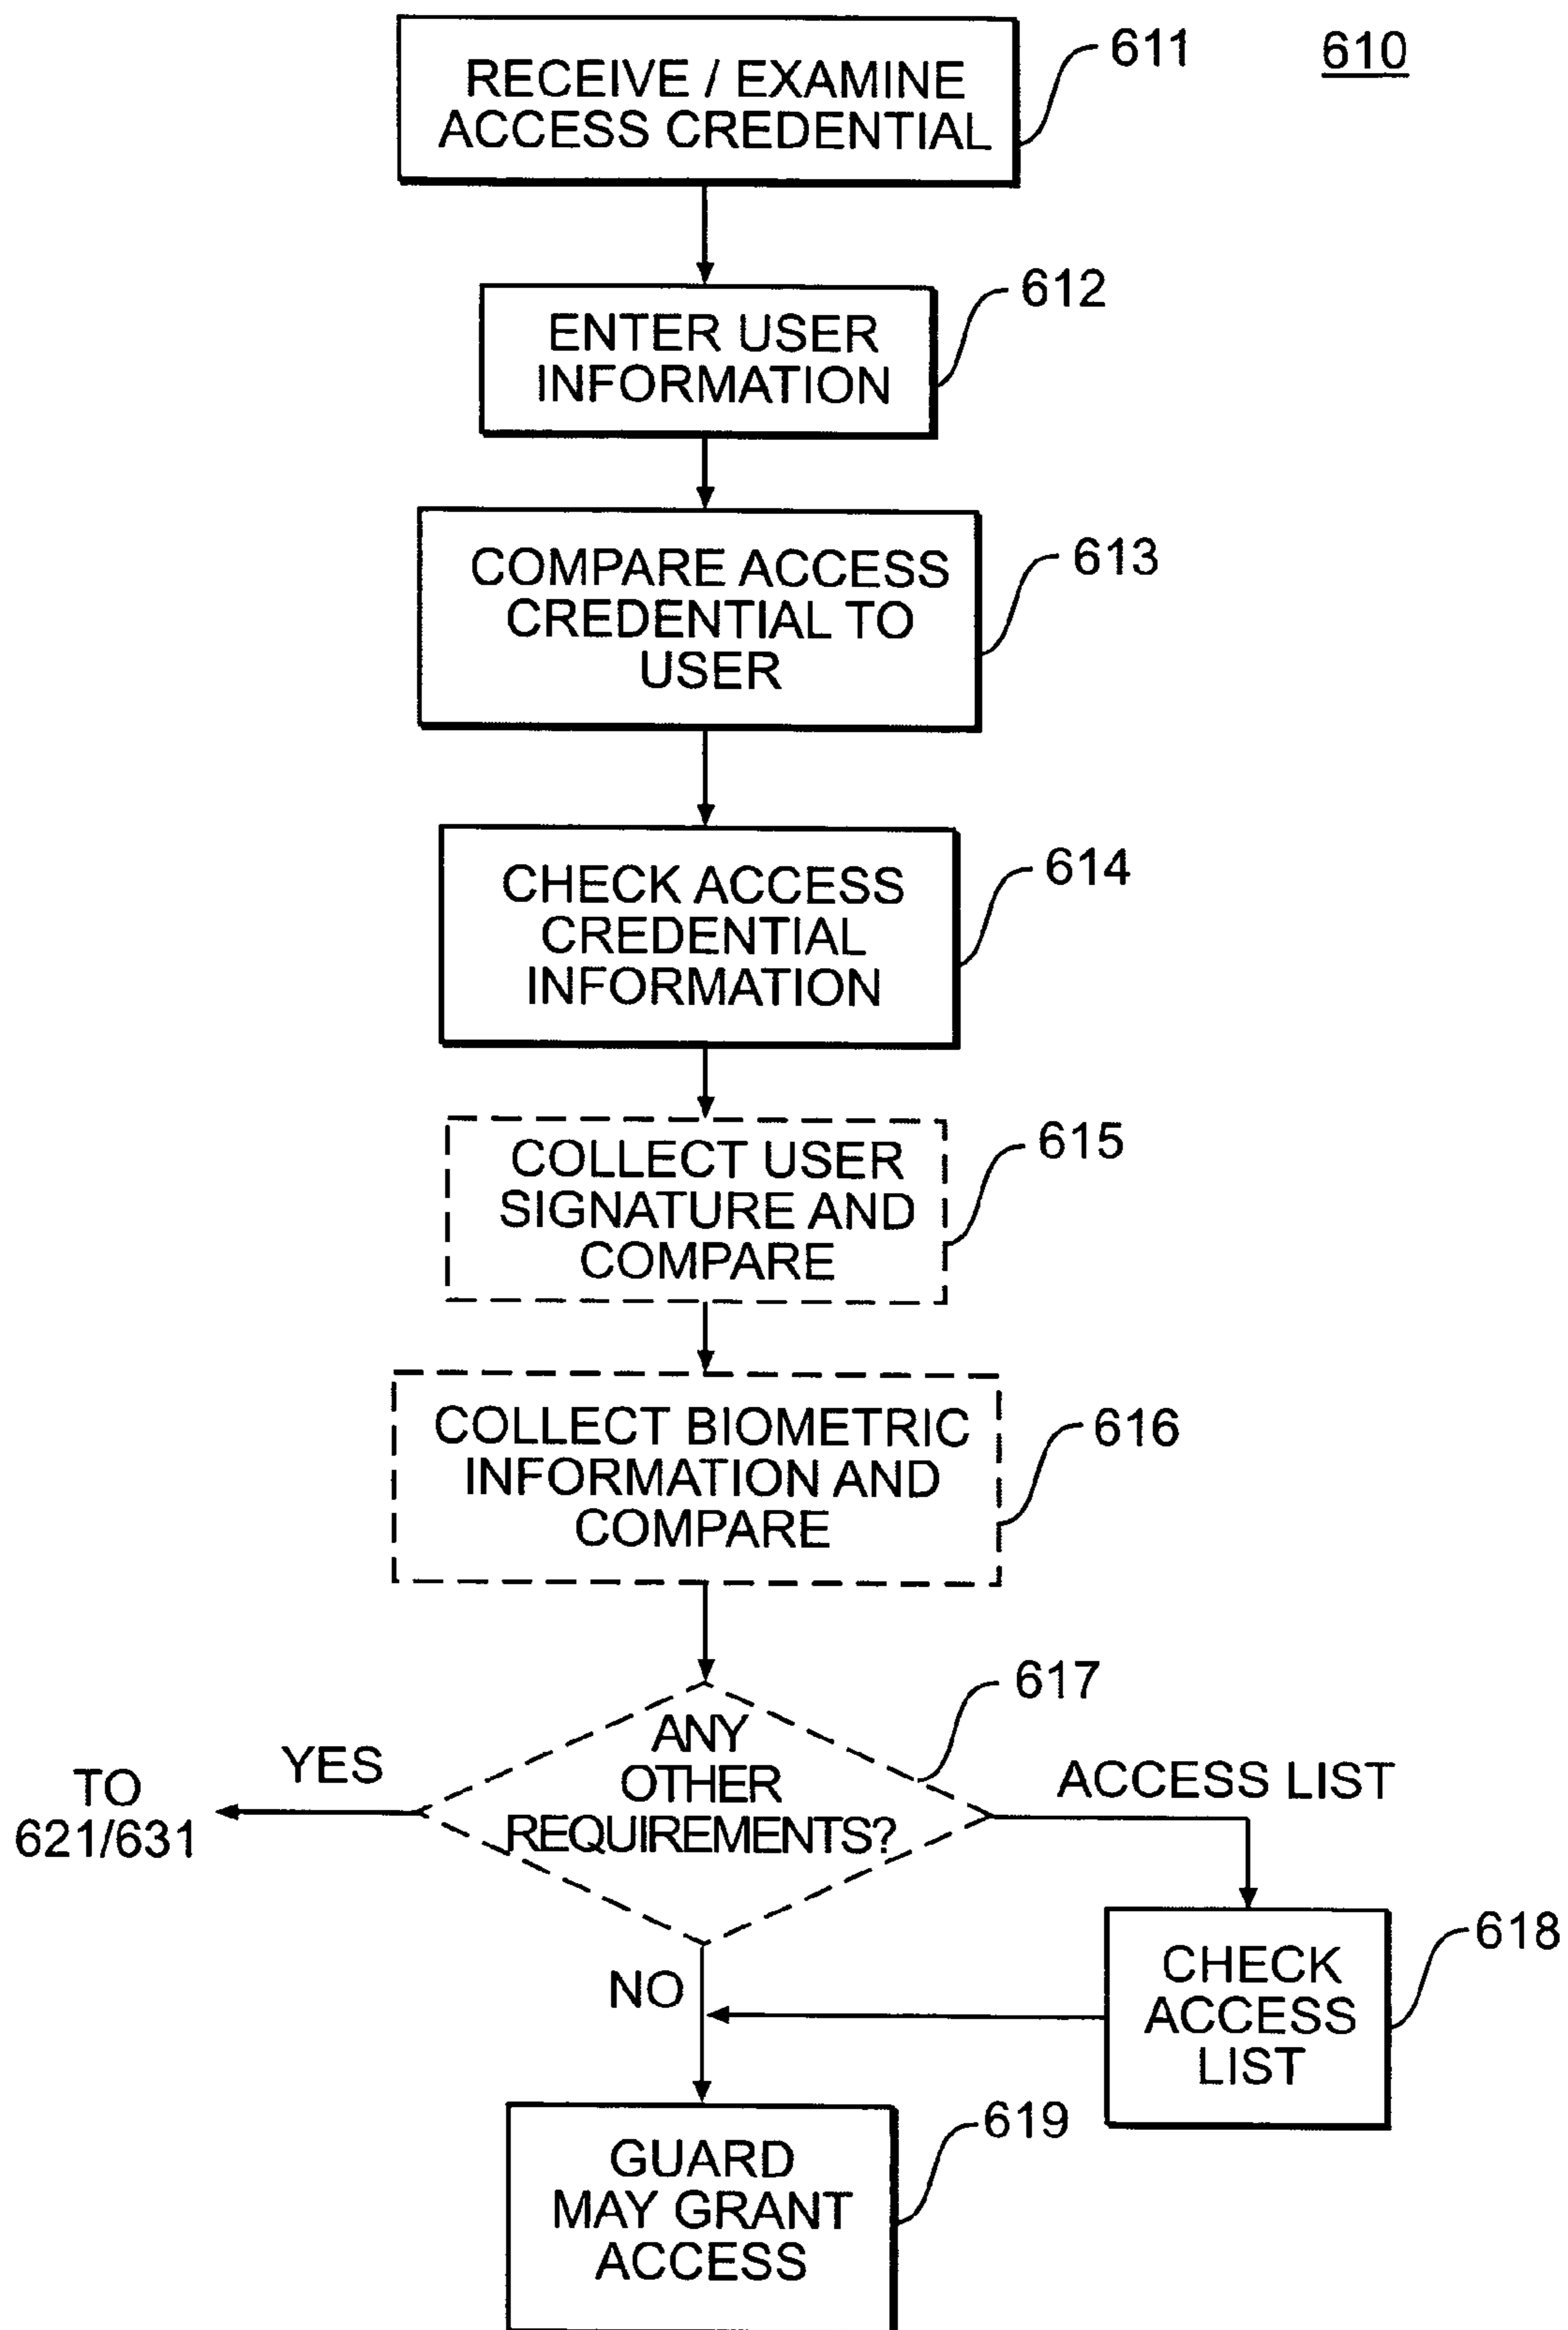 610
RECEIVE / EXAMINE
ACCESS CREDENTIAL
611
ENTER USER
INFORMATION
612
COMPARE ACCESS
CREDENTIAL TO
USER
613
CHECK ACCESS
CREDENTIAL
INFORMATION
614
COLLECT USER
SIGNATURE AND
COMPARE
615
COLLECT BIOMETRIC
INFORMATION AND
COMPARE
616
ANY
OTHER
REQUIREMENTS?
617
YES
TO
621/631
ACCESS LIST
CHECK
ACCESS
LIST
618
NO
GUARD
MAY GRANT
ACCESS
619